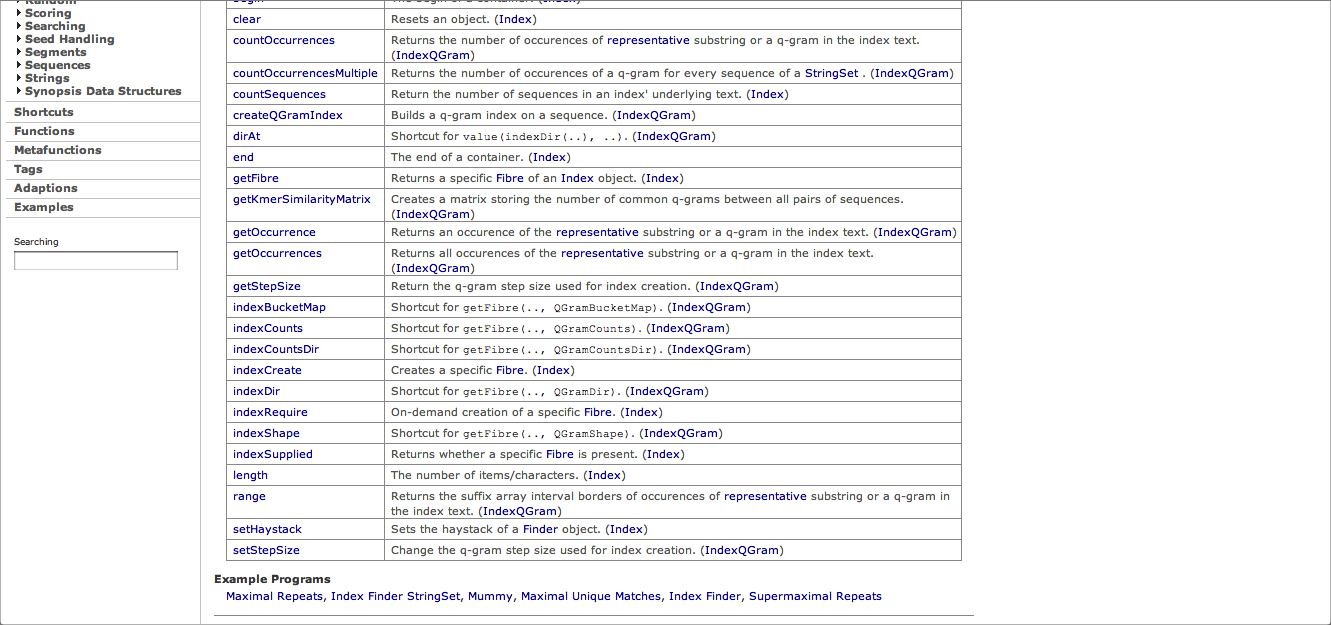 Random
Scoring
Searching
Seed Handling
Segments
Sequences
Strings
Synopsis Data Structures
Shortcuts
Functions
Metafunctions
Tags
Adaptions
Examples
Searching
clear Resets an object. (Index)
countOccurrences Returns the number of occurences of representative substring or a q-gram in the index text.
(IndexQGram)
countOccurrencesMultiple Returns the number of occurences of a q-gram for every sequence of a StringSet . (IndexQGram)
countSequences Return the number of sequences in an index' underlying text. (Index)
createQGramIndex Builds a q-gram index on a sequence. (IndexQGram)
dirAt Shortcut for value(indexDir(..), ..). (IndexQGram)
end The end of a container. (Index)
getFibre Returns a specific Fibre of an Index object. (Index)
getKmerSimilarityMatrix Creates a matrix storing the number of common q-grams between all pairs of sequences.
(IndexQGram)
getOccurrence Returns an occurence of the representative substring or a q-gram in the index text. (IndexQGram)
getOccurrences Returns all occurences of the representative substring or a q-gram in the index text.
(IndexQGram)
getStepSize Return the q-gram step size used for index creation. (IndexQGram)
indexBucketMap Shortcut for getFibre(.., QGramBucketMap). (IndexQGram)
indexCounts Shortcut for getFibre(.., QGramCounts). (IndexQGram)
indexCountsDir Shortcut for getFibre(.., QGramCountsDir). (IndexQGram)
indexCreate Creates a specific Fibre. (Index)
indexDir Shortcut for getFibre(.., QGramDir). (IndexQGram)
indexRequire On-demand creation of a specific Fibre. (Index)
indexShape Shortcut for getFibre(.., QGramShape). (IndexQGram)
indexSupplied Returns whether a specific Fibre is present. (Index)
length The number of items/characters. (Index)
range Returns the suffix array interval borders of occurences of representative substring or a q-gram in
the index text. (IndexQGram)
setHaystack Sets the haystack of a Finder object. (Index)
setStepSize Change the q-gram step size used for index creation. (IndexQGram)
Example Programs
Maximal Repeats, Index Finder StringSet, Mummy, Maximal Unique Matches, Index Finder, Supermaximal Repeats